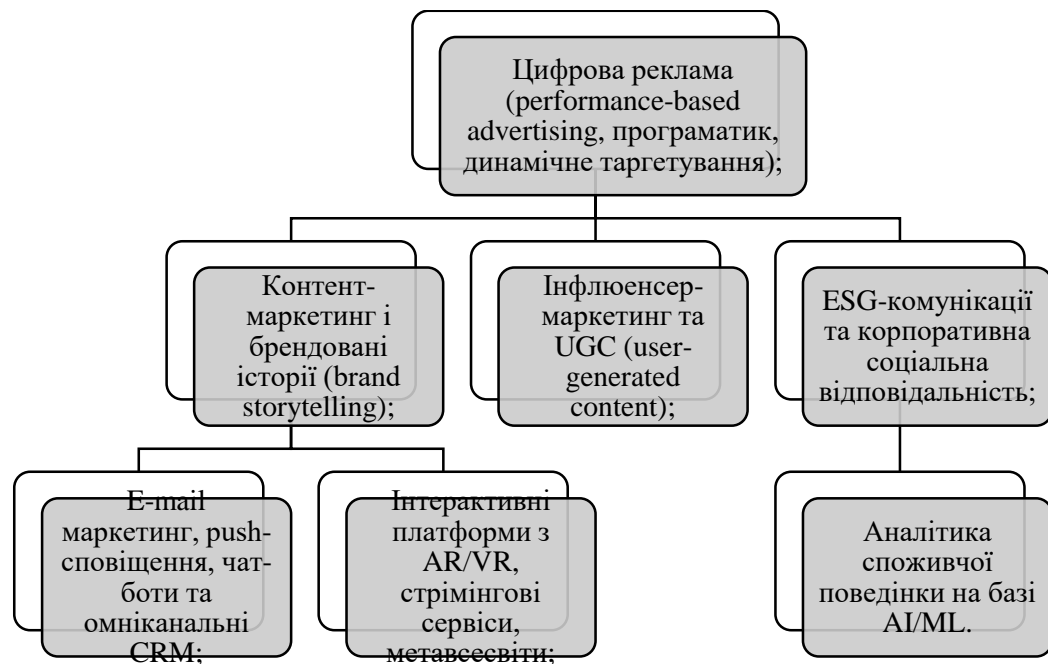 Цифрова реклама
(performance-based
advertising, програматик,
динамічне таргетування);
Контент-
маркетинг і
брендовані
історії (brand
storytelling);
Інфлюенсер-
маркетинг та
UGC (user-
generated
content);
ESG-комунікації
та корпоративна
соціальна
відповідальність;
E-mail
маркетинг, push-
сповіщення, чат-
боти та
омніканальні
CRM;
Інтерактивні
платформи з
AR/VR,
стрімінгові
сервіси,
метавсесвіти;
Аналітика
споживчої
поведінки на базі
AI/ML.